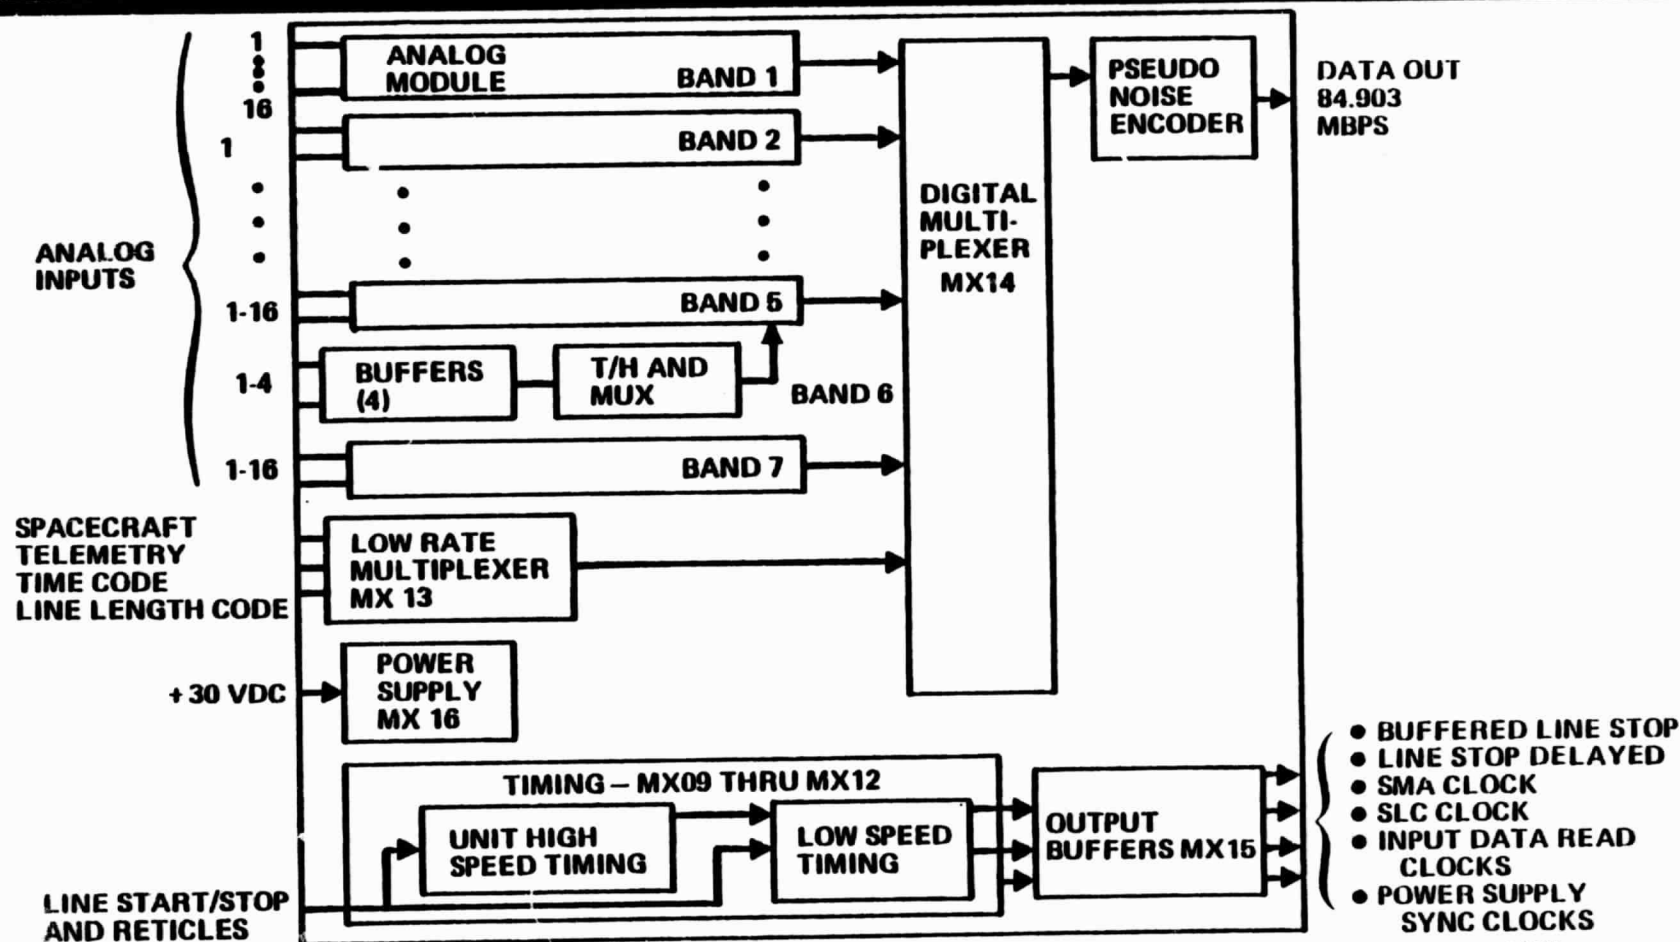 1
16
ANALOG
MODULE
BAND 1
PSEUDO
NOISE
ENCODER
DATA OUT
84.903
MBPS
1
BAND 2
DIGITAL
MULTI-
PLEXER
MX14
ANALOG
INPUTS
1-16
BAND 5
1-4
BUFFERS
(4)
T/H AND
MUX
BAND 6
1-16
BAND 7
SPACECRAFT
TELEMETRY
TIME CODE
LINE LENGTH CODE
LOW RATE
MULTIPLEXER
MX 13
+30 VDC
POWER
SUPPLY
MX 16
TIMING – MX09 THRU MX12
UNIT HIGH
SPEED TIMING
LOW SPEED
TIMING
OUTPUT
BUFFERS MX15
• BUFFERED LINE STOP
• LINE STOP DELAYED
• SMA CLOCK
• SLC CLOCK
• INPUT DATA READ
CLOCKS
• POWER SUPPLY
SYNC CLOCKS
LINE START/STOP
AND RETICLES